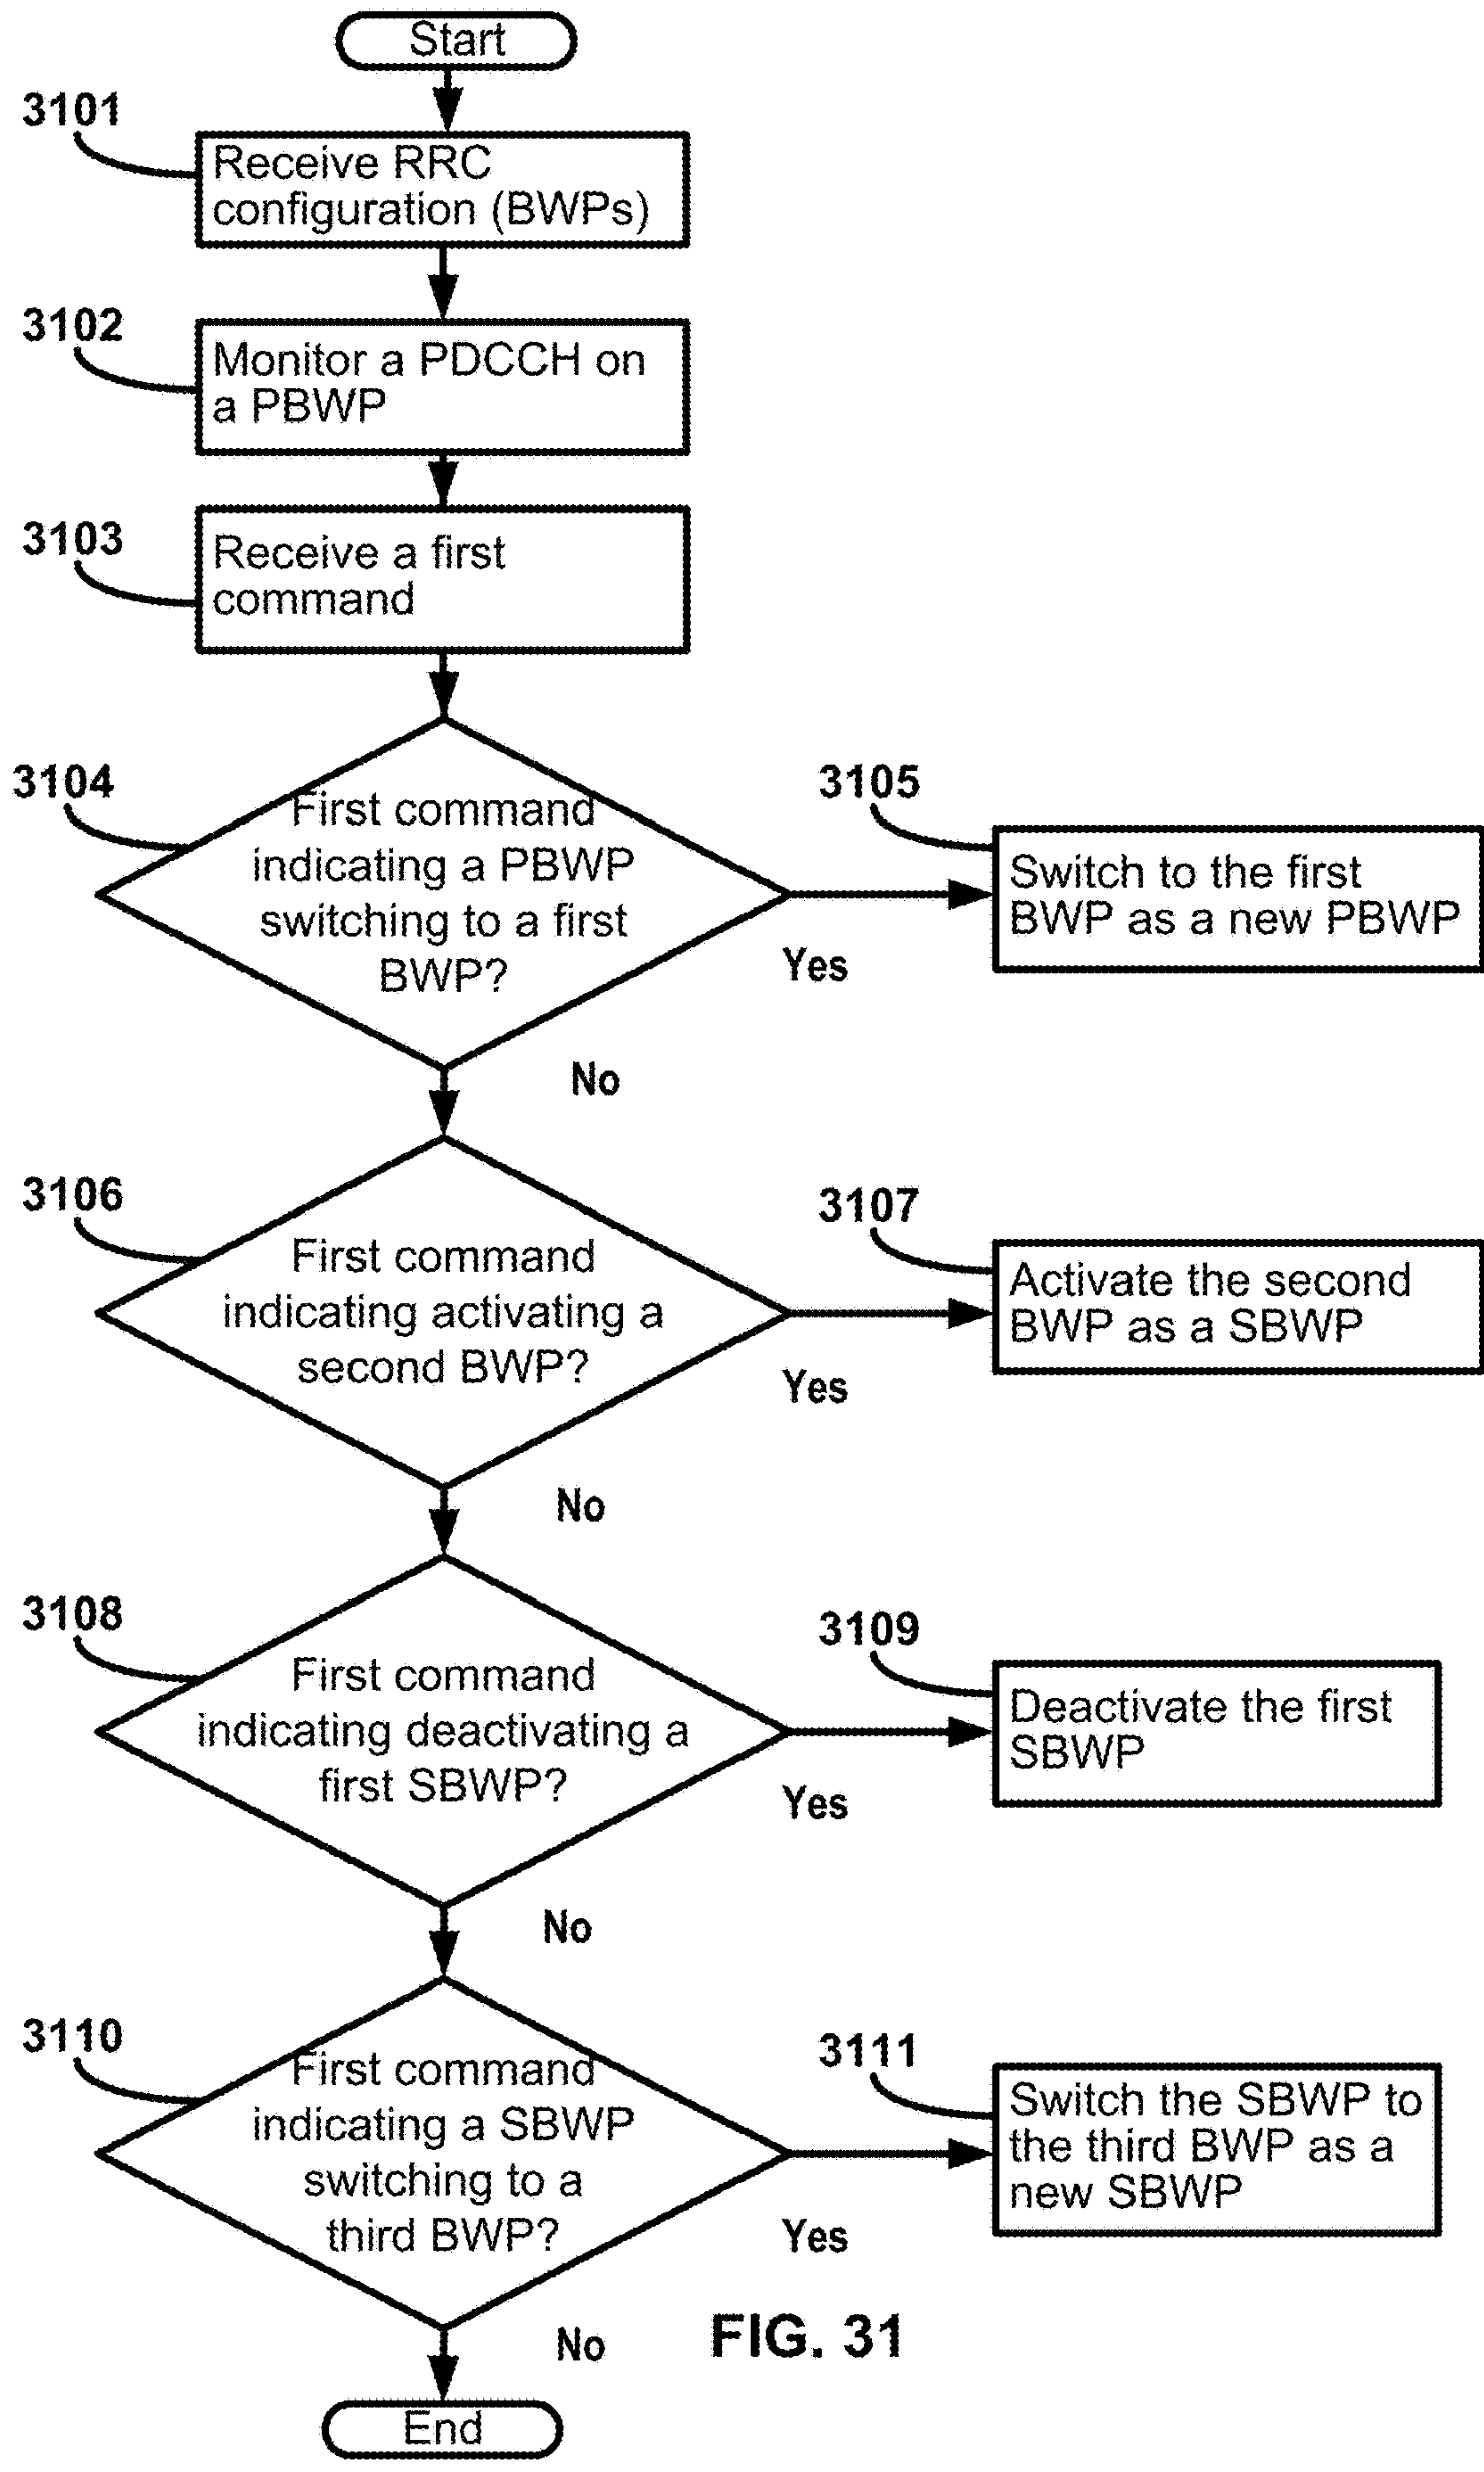 Start
3101
Receive RRC
configuration (BWPs)
3102
Monitor a PDCCH on
a PBWP
3103
Receive a first
command
3104
First command
indicating a PBWP
switching to a first
BWP?
Yes
No
3105
Switch to the first
BWP as a new PBWP
3106
First command
indicating activating a
second BWP?
Yes
No
3107
Activate the second
BWP as a SBWP
3108
First command
indicating deactivating a
first SBWP?
Yes
No
3109
Deactivate the first
SBWP
3110
First command
indicating a SBWP
switching to a
third BWP?
Yes
No
3111
Switch the SBWP to
the third BWP as a
new SBWP
End
FIG. 31